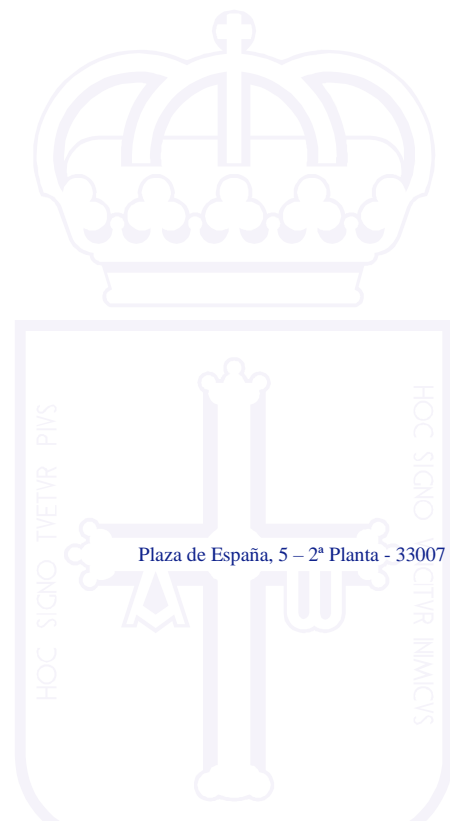 HOC SIGNO TVETVR PIVS
HOC SIGNO VINCITVR INIMICVS
Plaza de España, 5 – 2ª Planta - 33007